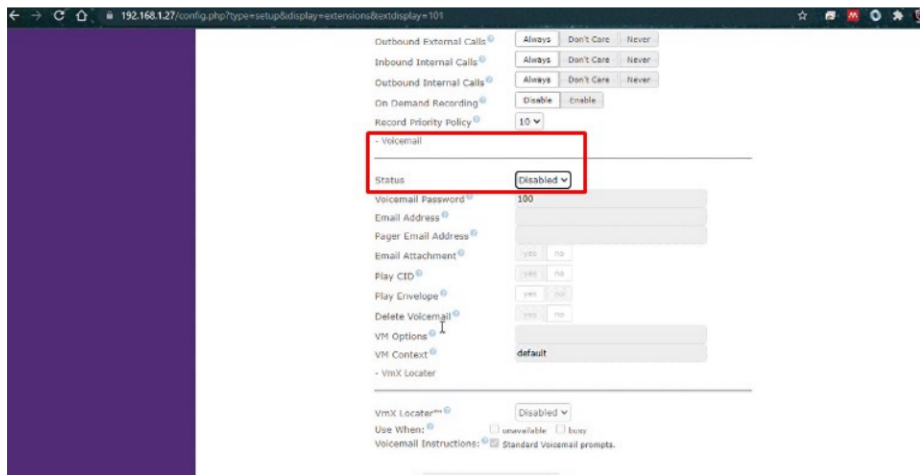 192.168.1.27/config.php?type=setup&display=extensions&extdisplay=101
Outbound External Calls Always Don't Care Never
Inbound Internal Calls Always Don't Care Never
Outbound Internal Calls Always Don't Care Never
On Demand Recording Disable Enable
Record Priority Policy 10
- Voicemail
Status Disabled
Voicemail Password 100
Email Address
Pager Email Address
Email Attachment yes no
Play CID yes no
Play Envelope yes no
Delete Voicemail yes no
VM Options
VM Context default
- VmX Locater
VmX Locater™ Disabled
Use When: unavailable busy
Voicemail Instructions: Standard Voicemail prompts.